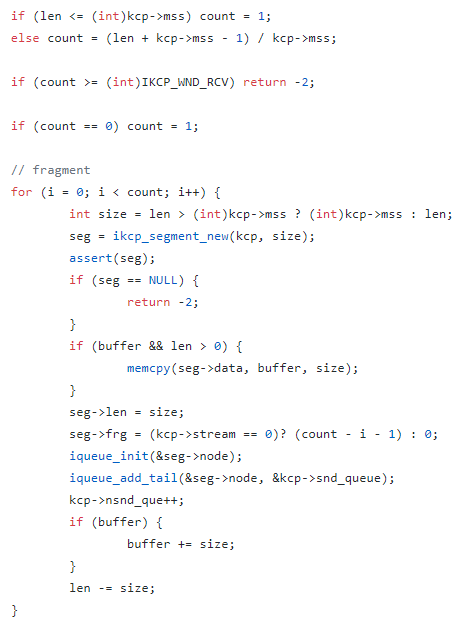 if (len <= (int)kcp->mss) count = 1;
else count = (len + kcp->mss - 1) / kcp->mss;
if (count >= (int)IKCP_WND_RCV) return -2;
if (count == 0) count = 1;
// fragment
for (i = 0; i < count; i++) {
int size = len > (int)kcp->mss ? (int)kcp->mss : len;
seg = ikcp_segment_new(kcp, size);
assert(seg);
if (seg == NULL) {
return -2;
}
if (buffer && len > 0) {
memcpy(seg->data, buffer, size);
}
seg->len = size;
seg->frg = (kcp->stream == 0)? (count - i - 1) : 0;
iqueue_init(&seg->node);
iqueue_add_tail(&seg->node, &kcp->snd_queue);
kcp->nsnd_que++;
if (buffer) {
buffer += size;
}
len -= size;
}